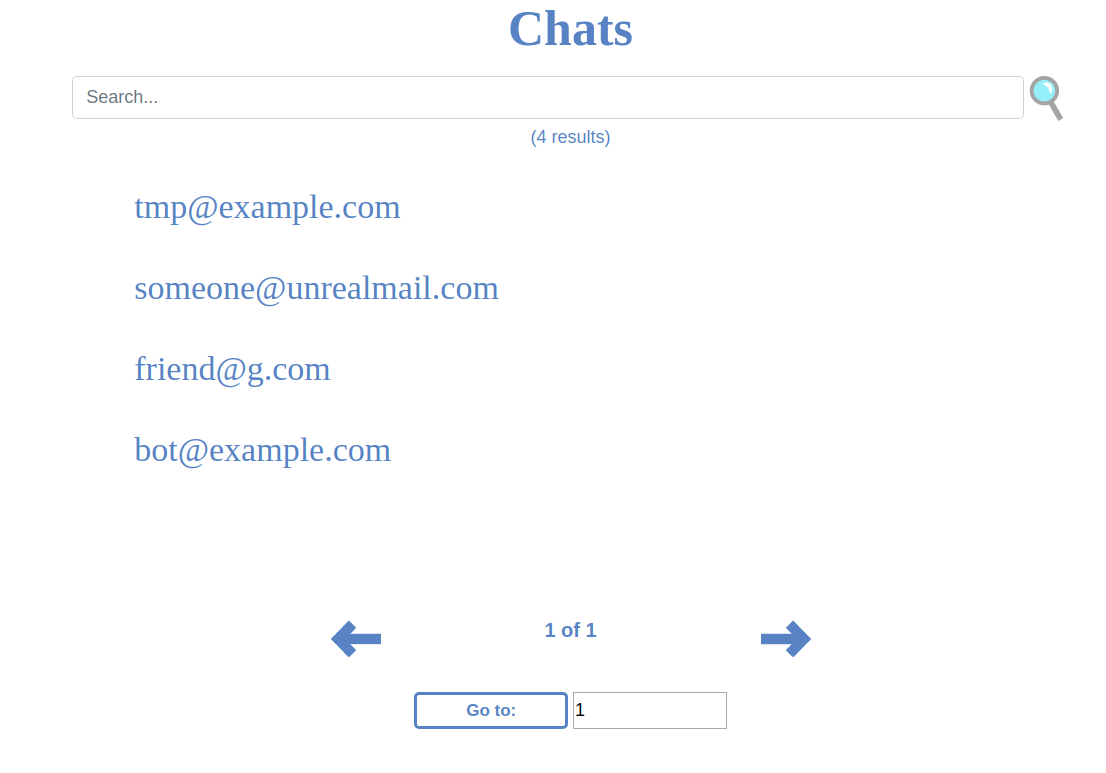 Chats
Search...
(4 results)
tmp@example.com
someone@unrealmail.com
friend@g.com
bot@example.com
1 of 1
Go to: 1